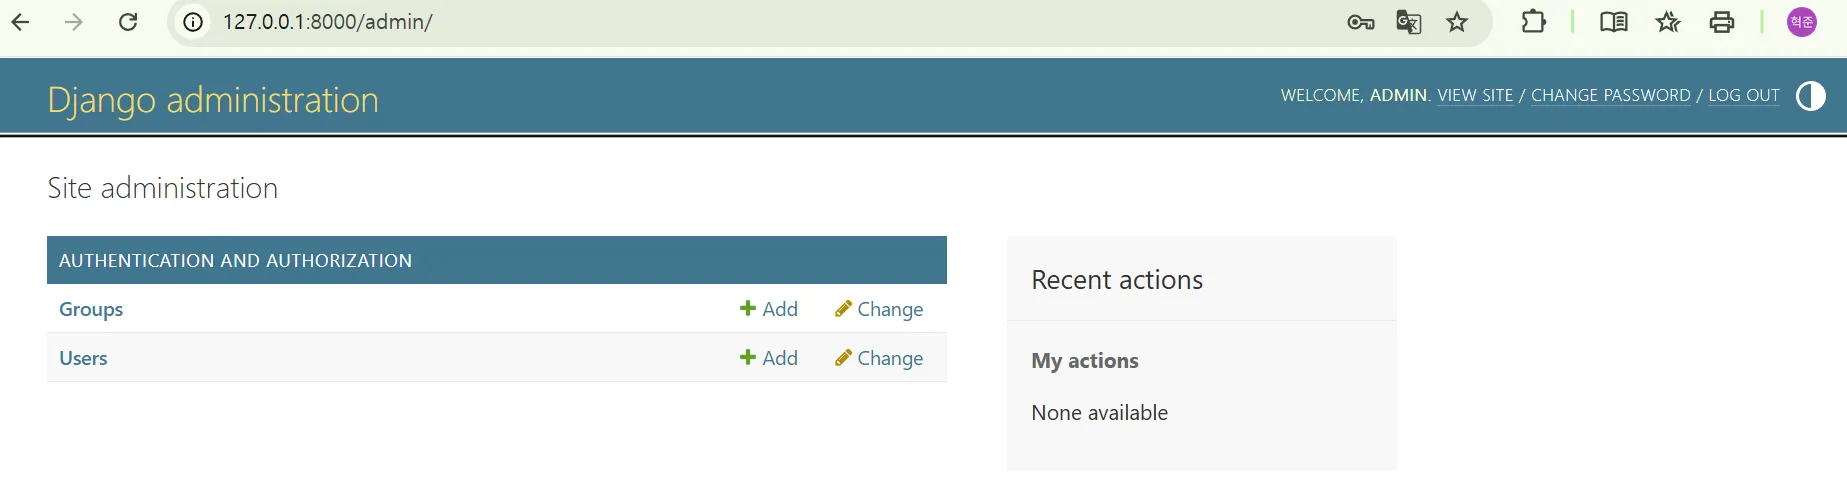 127.0.0.1:8000/admin/
혁준
Django administration
WELCOME, ADMIN. VIEW SITE / CHANGE PASSWORD / LOG OUT
Site administration
AUTHENTICATION AND AUTHORIZATION
Groups Add Change
Users Add Change
Recent actions
My actions
None available